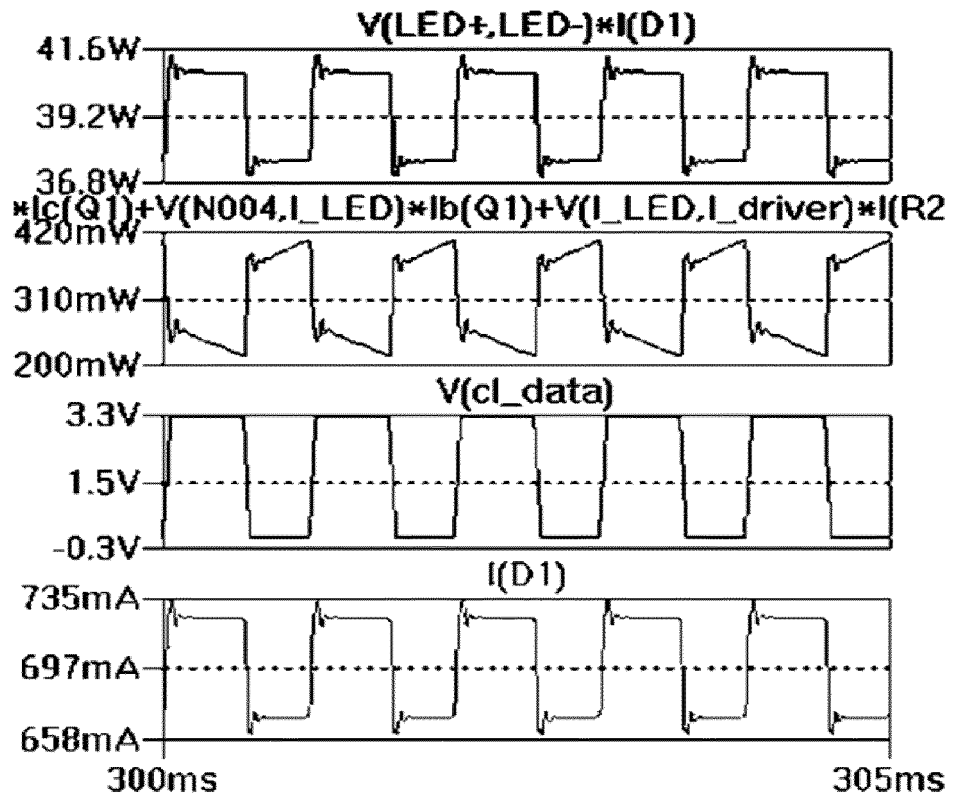 V(LED+,LED-)*I(D1)
41.6W
39.2W
36.8W
*Ic(Q1)+V(N004,I_LED)*Ib(Q1)+V(I_LED,I_driver)*I(R2
420mW
310mW
200mW
V(cl_data)
3.3V
1.5V
-0.3V
I(D1)
735mA
697mA
658mA
300ms
305ms